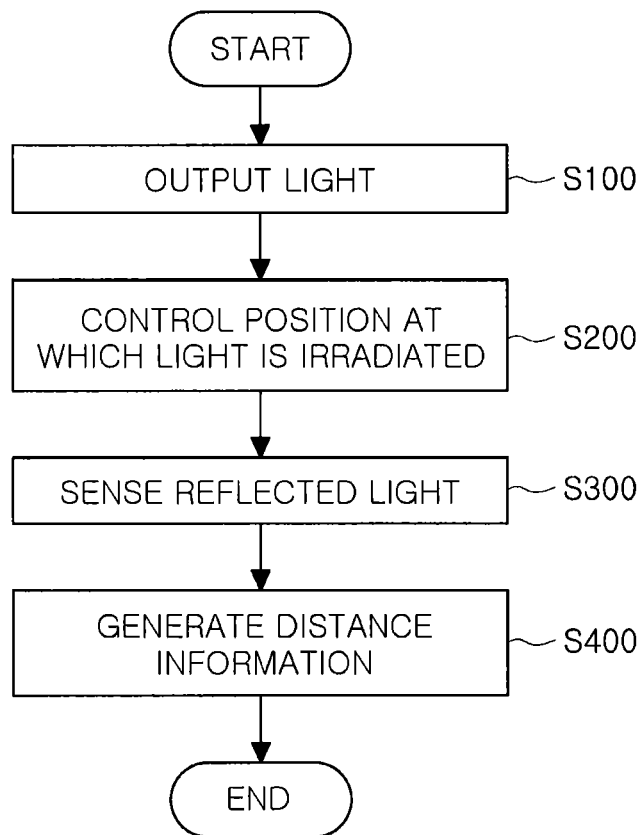 START
OUTPUT LIGHT
S100
CONTROL POSITION AT
WHICH LIGHT IS IRRADIATED
S200
SENSE REFLECTED LIGHT
S300
GENERATE DISTANCE
INFORMATION
S400
END